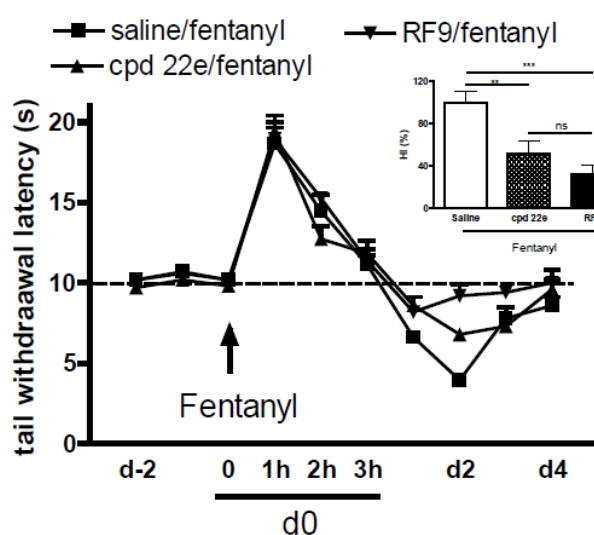 saline/fentanyl
RF9/fentanyl
cpd 22e/fentanyl
tail withdraawal latency (s)
20
15
10
5
0
Fentanyl
d-2
0
1h
2h
3h
d2
d4
d0
***
**
ns
HI (%)
120
80
40
0
Saline
cpd 22e
RF
Fentanyl